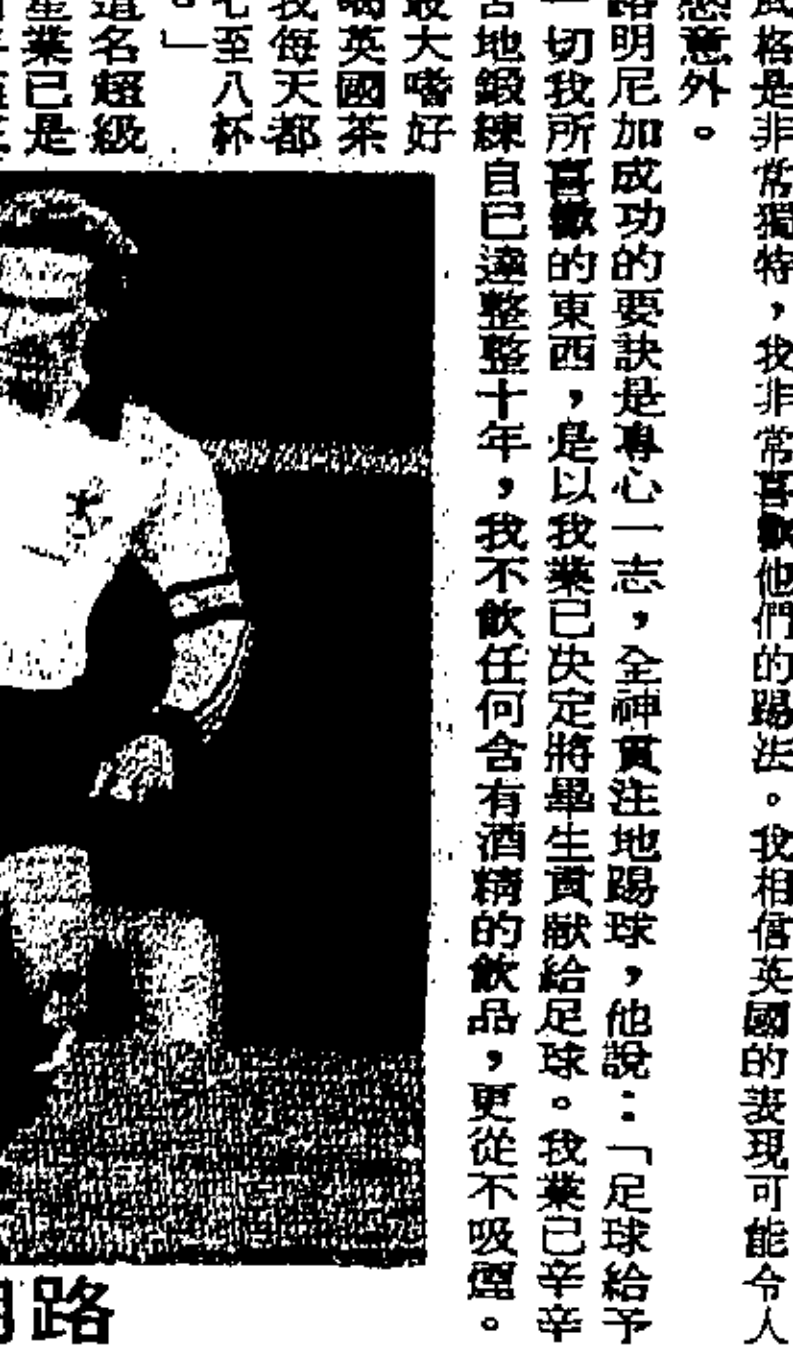 風格是非常獨特，我非常喜歡他們的踢法。我相信英國的表現可能令人
感意外。
路明尼加成功的要訣是專心一志，全神貫注地踢球，他說：「足球給予
一切我所喜歡的東西，是以我業已決定將畢生貢献給足球。我業已辛辛
苦地鍛練自已達整整十年，我不飲任何含有酒精的飲品，更從不吸煙。
最大嗜好
喝英國茶
我每天都
七至八杯
。」
這名超級
星業已是
路